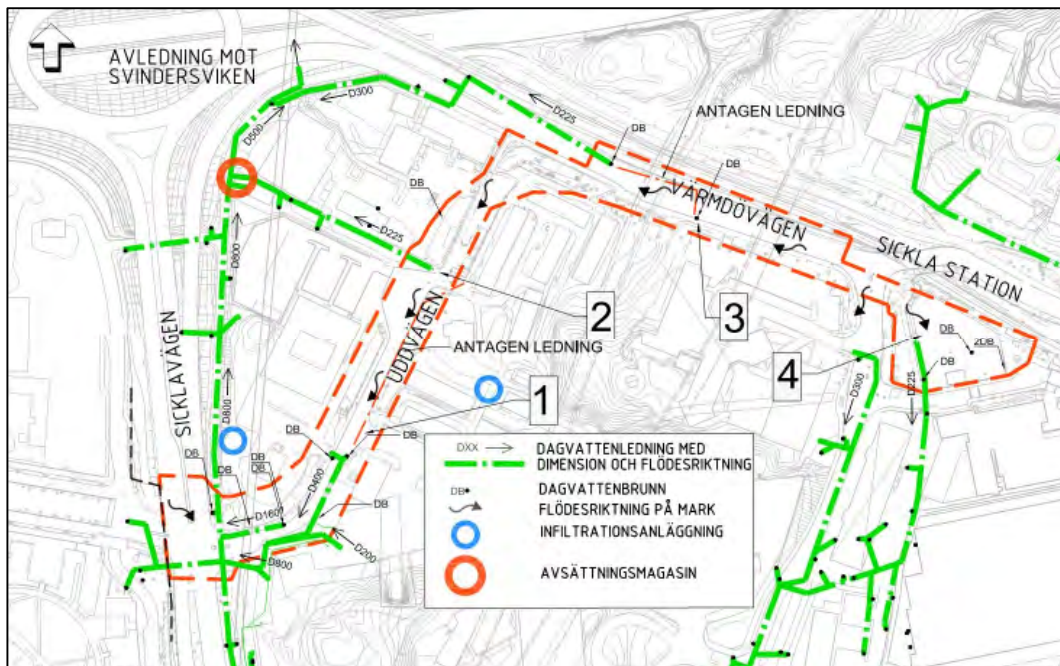 AVLEDNING MOT
SVINDERSVIKEN
D300
D500
D225
DB
ANTAGEN LEDNING
DB
DB
VÄRMDÖVÄGEN
SICKLA STATION
D225
D800
2
3
DB
2DB
4
DB
D300
D225
SICKLAVÄGEN
UDDVÄGEN
ANTAGEN LEDNING
1
D800
DB
DB
DB
DB
DB
DB
D400
DB
D1600
D200
D800
DXX
DAGVATTENLEDNING MED
DIMENSION OCH FLÖDESRIKTNING
DB
DAGVATTENBRUNN
FLÖDESRIKTNING PÅ MARK
INFILTRATIONSANLÄGGNING
AVSÄTTNINGSMAGASIN